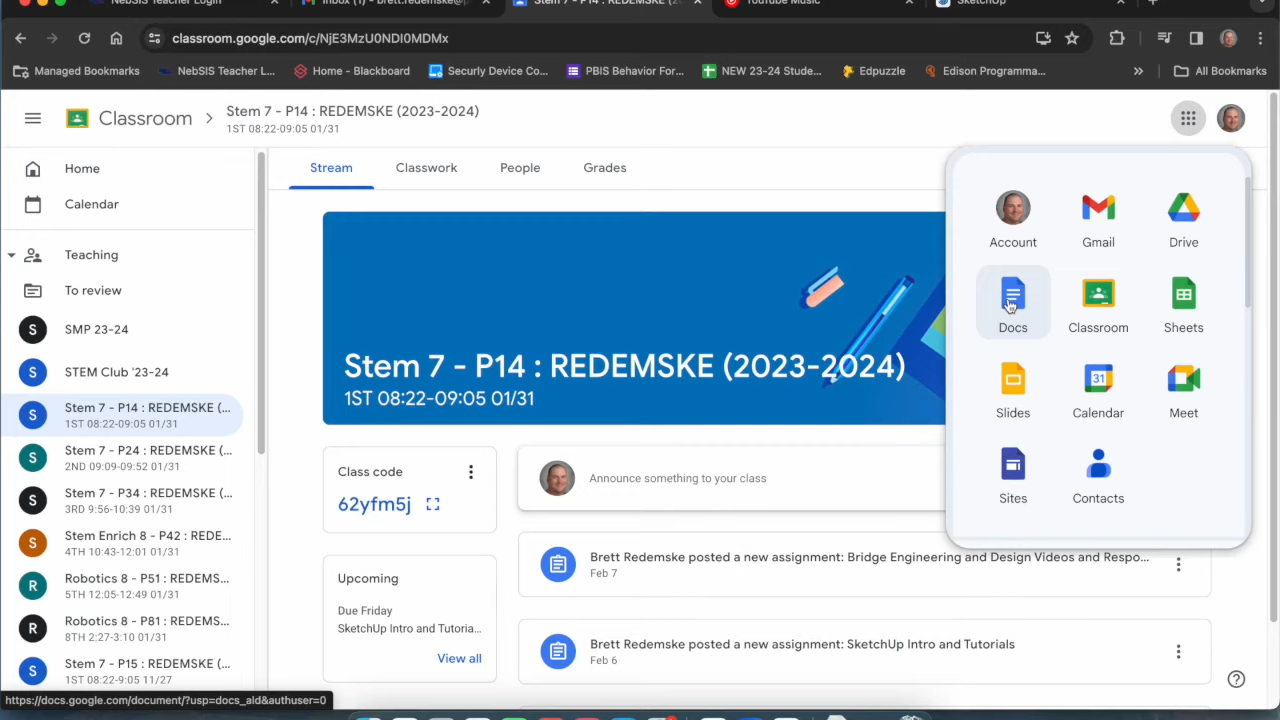 NebSIS Teacher Login
Inbox (1) - Brett.redemske@
Stem 7 - P14 : REDEMSKE (2
YouTube Music
SketchUp
classroom.google.com/c/NjE3MzU0NDI0MDMx
Managed Bookmarks
NebSIS Teacher L...
Home - Blackboard
Securly Device Co...
PBIS Behavior For...
NEW 23-24 Stude...
Edpuzzle
Edison Programma...
»
All Bookmarks
Classroom
Stem 7 - P14 : REDEMSKE (2023-2024)
1ST 08:22-09:05 01/31
Home
Calendar
Teaching
To review
S
SMP 23-24
S
STEM Club '23-24
S
Stem 7 - P14 : REDEMSKE (...
1ST 08:22-09:05 01/31
S
Stem 7 - P24 : REDEMSKE (...
2ND 09:09-09:52 01/31
S
Stem 7 - P34 : REDEMSKE (...
3RD 9:56-10:39 01/31
S
Stem Enrich 8 - P42 : REDE...
4TH 10:43-12:01 01/31
R
Robotics 8 - P51 : REDEMS...
5TH 12:05-12:49 01/31
R
Robotics 8 - P81 : REDEMS...
8TH 2:27-3:10 01/31
S
Stem 7 - P15 : REDEMSKE (...
1ST 08:22-9:05 11/27
https://docs.google.com/document/?usp=docs_ald&authuser=0
Stream
Classwork
People
Grades
Stem 7 - P14 : REDEMSKE (2023-2024)
1ST 08:22-09:05 01/31
Class code
62yfm5j
Upcoming
Due Friday
SketchUp Intro and Tutoria...
View all
Announce something to your class
Brett Redemske posted a new assignment: Bridge Engineering and Design Videos and Respo...
Feb 7
Brett Redemske posted a new assignment: SketchUp Intro and Tutorials
Feb 6
Account
Gmail
Drive
Docs
Classroom
Sheets
Slides
31
Calendar
Meet
Sites
Contacts